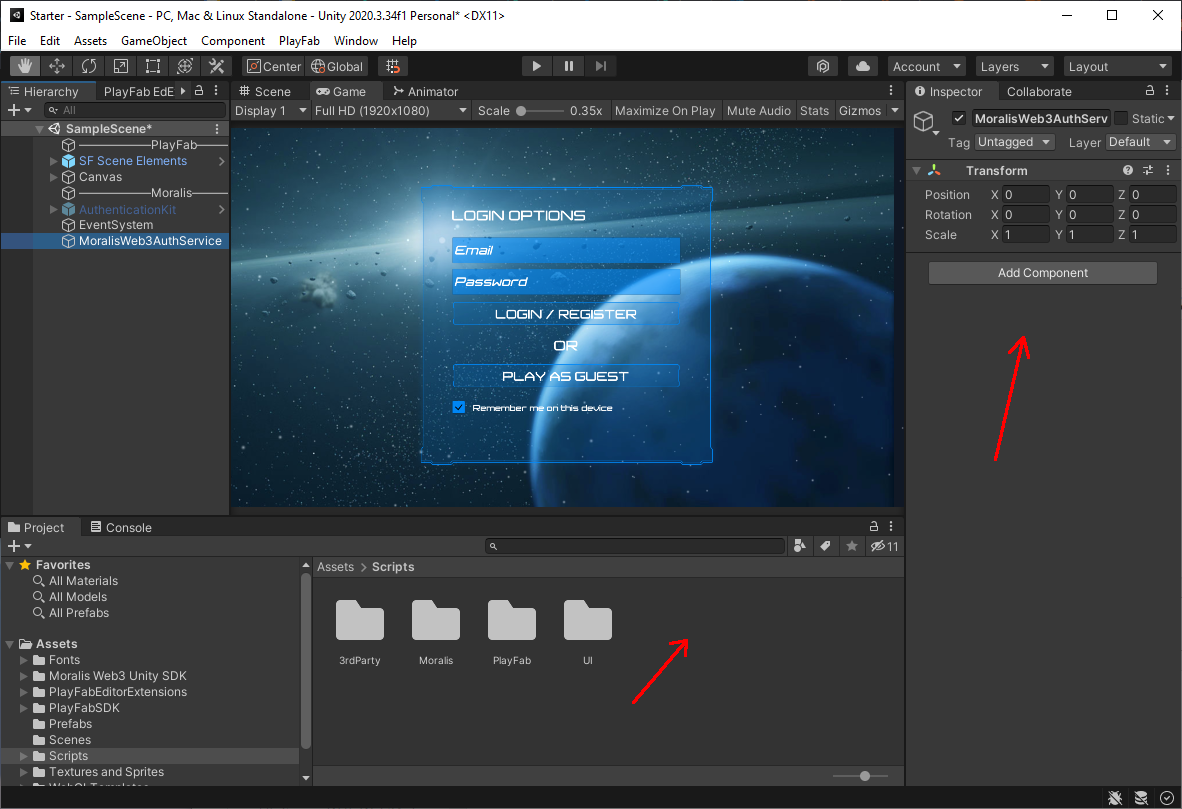 Starter - SampleScene - PC, Mac & Linux Standalone - Unity 2020.3.34f1 Personal* <DX11>
File Edit Assets GameObject Component PlayFab Window Help
Center Global Account Layers Layout
Hierarchy PlayFab EdE
All
SampleScene*
PlayFab
SF Scene Elements
Canvas
Moralis
AuthenticationKit
EventSystem
MoralisWeb3AuthService
Scene Game Animator
Display 1 Full HD (1920x1080) Scale 0.35x Maximize On Play Mute Audio Stats Gizmos
LOGIN OPTIONS
Email
Password
LOGIN / REGISTER
OR
PLAY AS GUEST
Remember me on this device
Inspector Collaborate
MoralisWeb3AuthServ Static
Tag Untagged Layer Default
Transform
Position X 0 Y 0 Z 0
Rotation X 0 Y 0 Z 0
Scale X 1 Y 1 Z 1
Add Component
Project Console
11
Favorites
All Materials
All Models
All Prefabs
Assets
Fonts
Moralis Web3 Unity SDK
PlayFabEditorExtensions
PlayFabSDK
Prefabs
Scenes
Scripts
Textures and Sprites
Assets > Scripts
3rdParty Moralis PlayFab UI